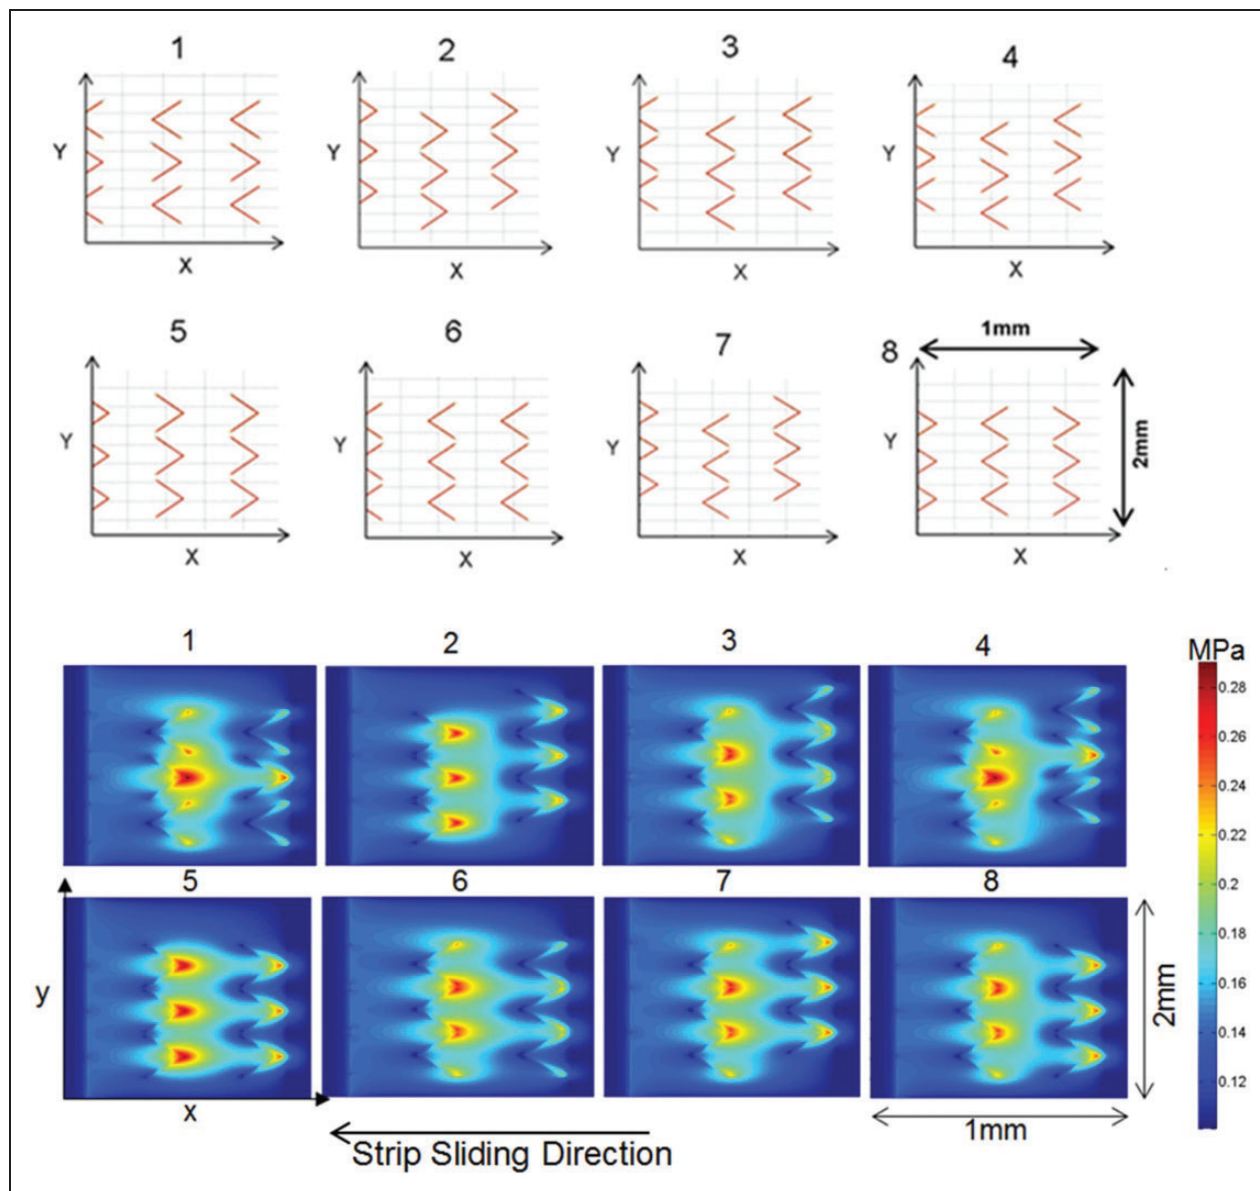 1 2 3 4
Y Y Y Y
X X X X
5 6 7 8 1mm
Y Y Y Y 2mm
X X X X
1 2 3 4 MPa
0.28
0.26
0.24
0.22
0.2
0.18
0.16
0.14
0.12
5 6 7 8
y 2mm
x 1mm
Strip Sliding Direction